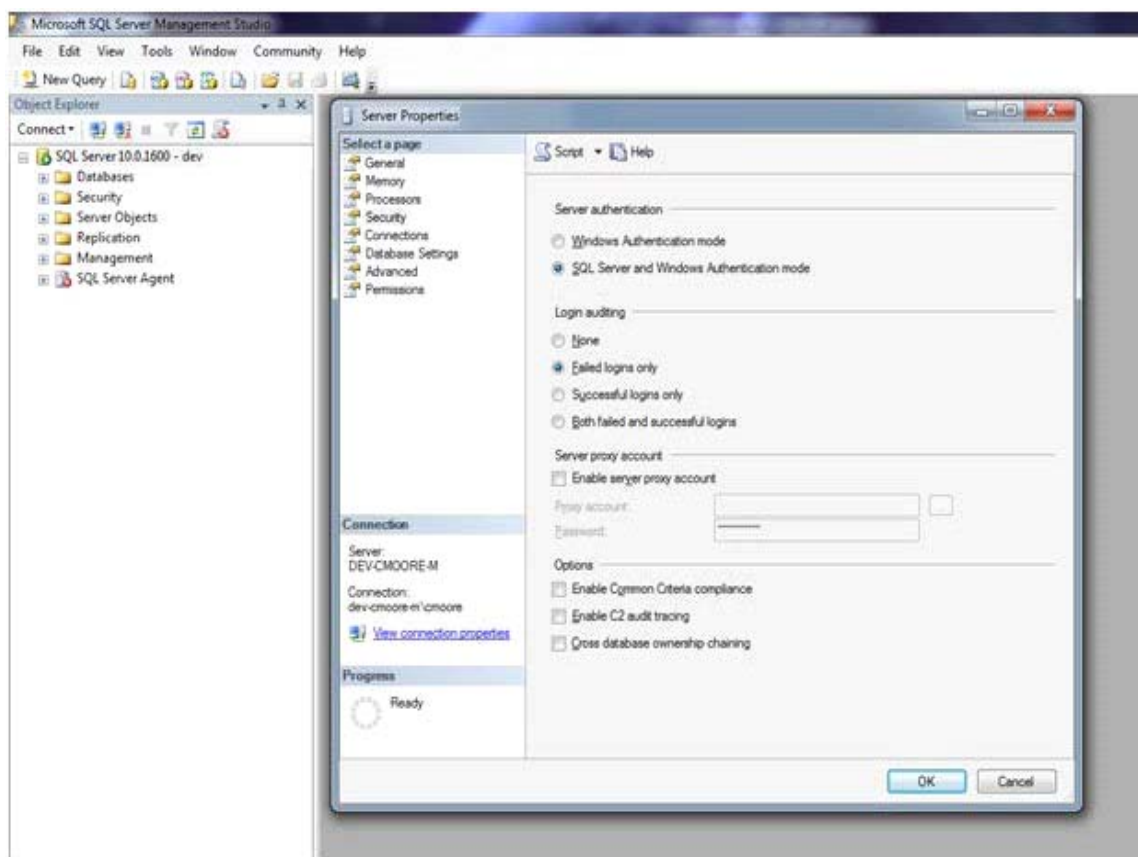 Microsoft SQL Server Management Studio
File Edit View Tools Window Community Help
New Query
Object Explorer
Connect
SQL Server 10.0.1600 - dev
Databases
Security
Server Objects
Replication
Management
SQL Server Agent
Server Properties
Select a page
General
Memory
Processors
Security
Connections
Database Settings
Advanced
Permissions
Connection
Server:
DEV-CMOORE-M
Connection:
dev-cmoore-m\cmoore
View connection properties
Progress
Ready
Script Help
Server authentication
Windows Authentication mode
SQL Server and Windows Authentication mode
Login auditing
None
Failed logins only
Successful logins only
Both failed and successful logins
Server proxy account
Enable server proxy account
Proxy account:
Password:
Options
Enable Common Criteria compliance
Enable C2 audit tracing
Cross database ownership chaining
OK Cancel